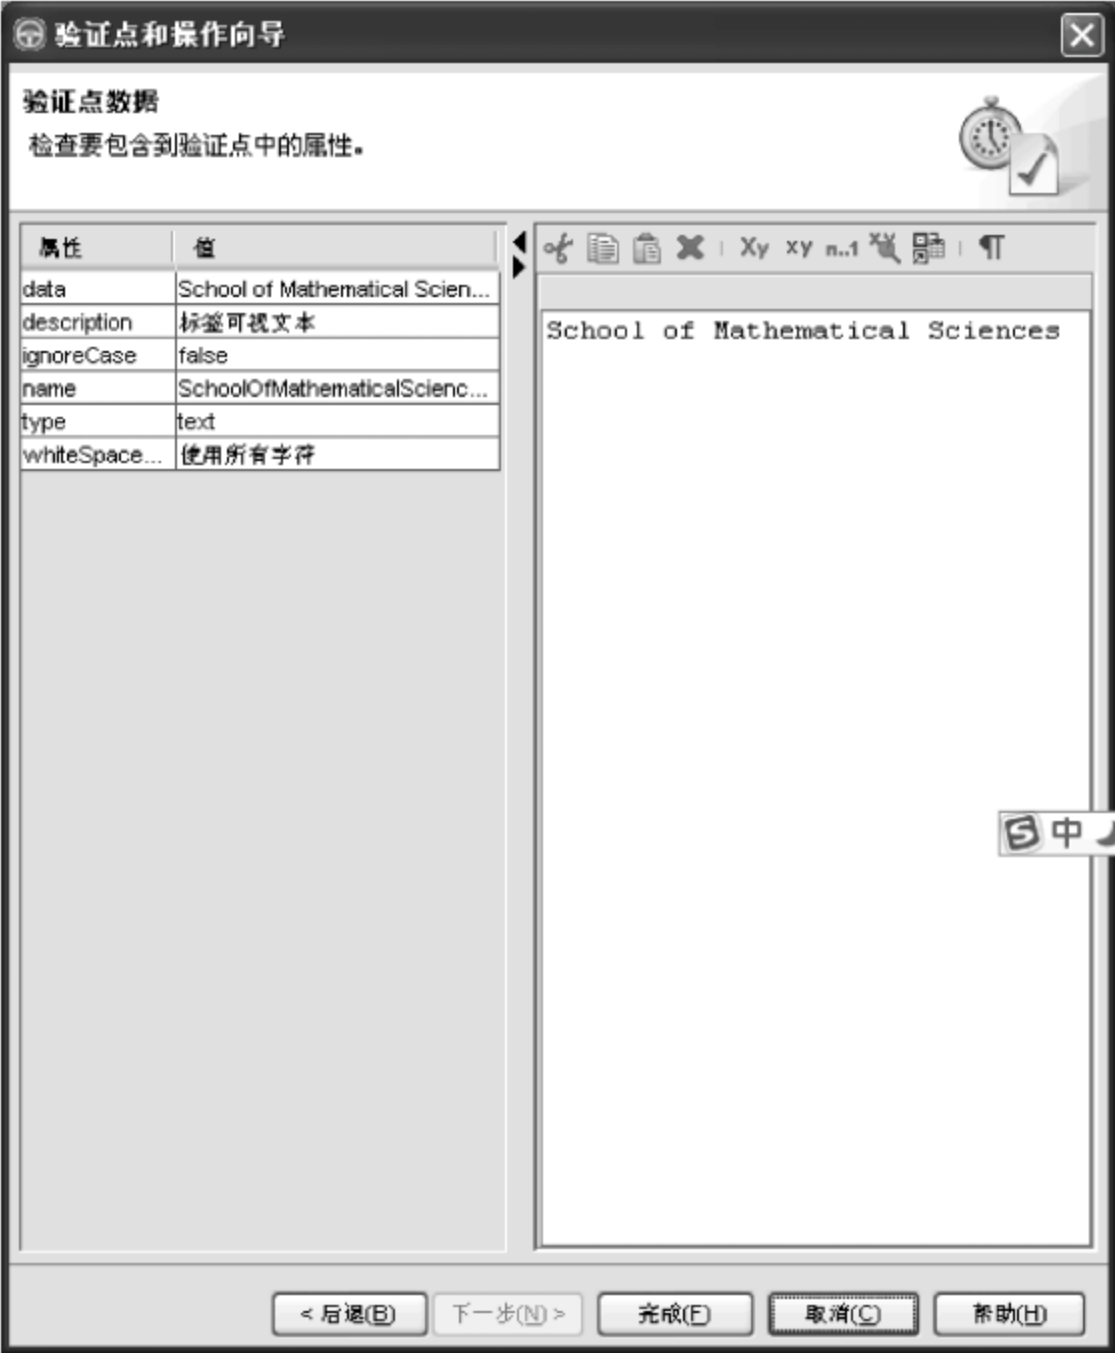 验证点和操作向导
验证点数据
检查要包含到验证点中的属性。
属性 值
data School of Mathematical Scien...
description 标签可视文本
ignoreCase false
name SchoolOfMathematicalScienc...
type text
whiteSpace... 使用所有字符
Xy xy n..1 ¶
School of Mathematical Sciences
S 中
< 后退(B) 下一步(N) > 完成(F) 取消(C) 帮助(H)